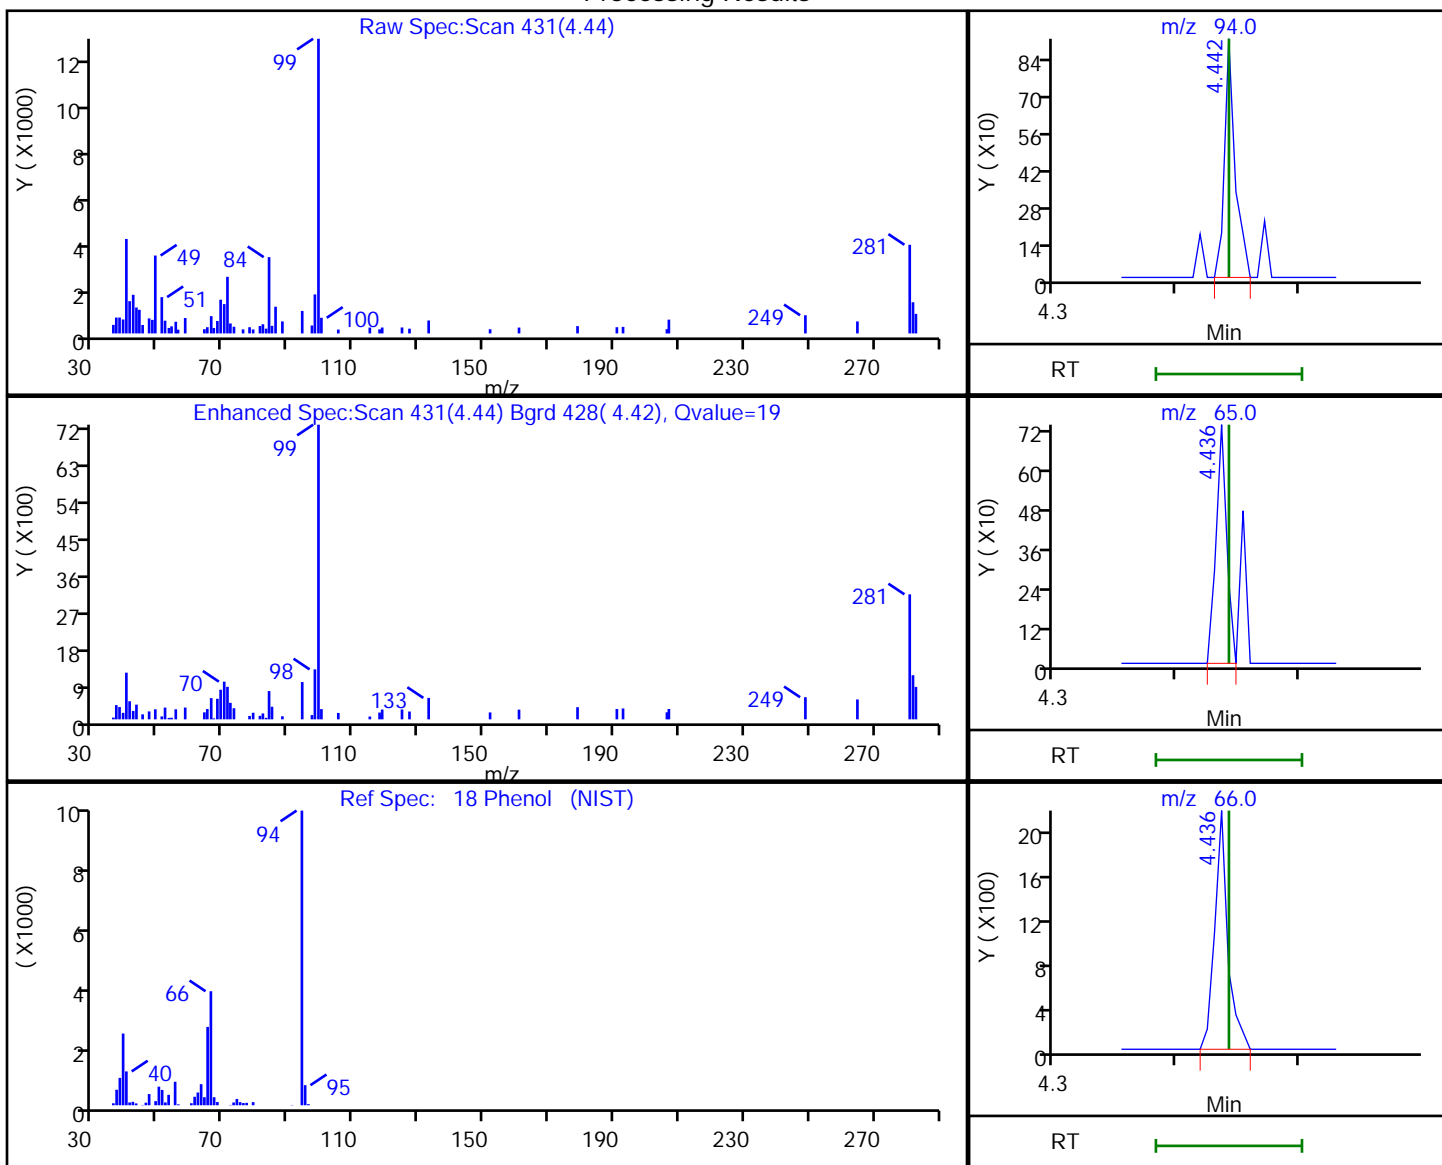 Raw Spec:Scan 431(4.44)
Y ( X1000)
12
10
8
6
4
2
0
99
49
84
51
100
249
281
30 70 110 150 190 230 270
m/z
m/z 94.0
Y ( X10)
84
70
56
42
28
14
0
4.442
4.3
Min
RT
Enhanced Spec:Scan 431(4.44) Bgrd 428( 4.42), Qvalue=19
Y ( X100)
72
63
54
45
36
27
18
9
0
99
70
98
133
249
281
30 70 110 150 190 230 270
m/z
m/z 65.0
Y ( X10)
72
60
48
36
24
12
0
4.436
4.3
Min
RT
Ref Spec: 18 Phenol (NIST)
( X1000)
10
8
6
4
2
0
94
66
40
95
30 70 110 150 190 230 270
m/z 66.0
Y ( X100)
20
16
12
8
4
0
4.436
4.3
Min
RT